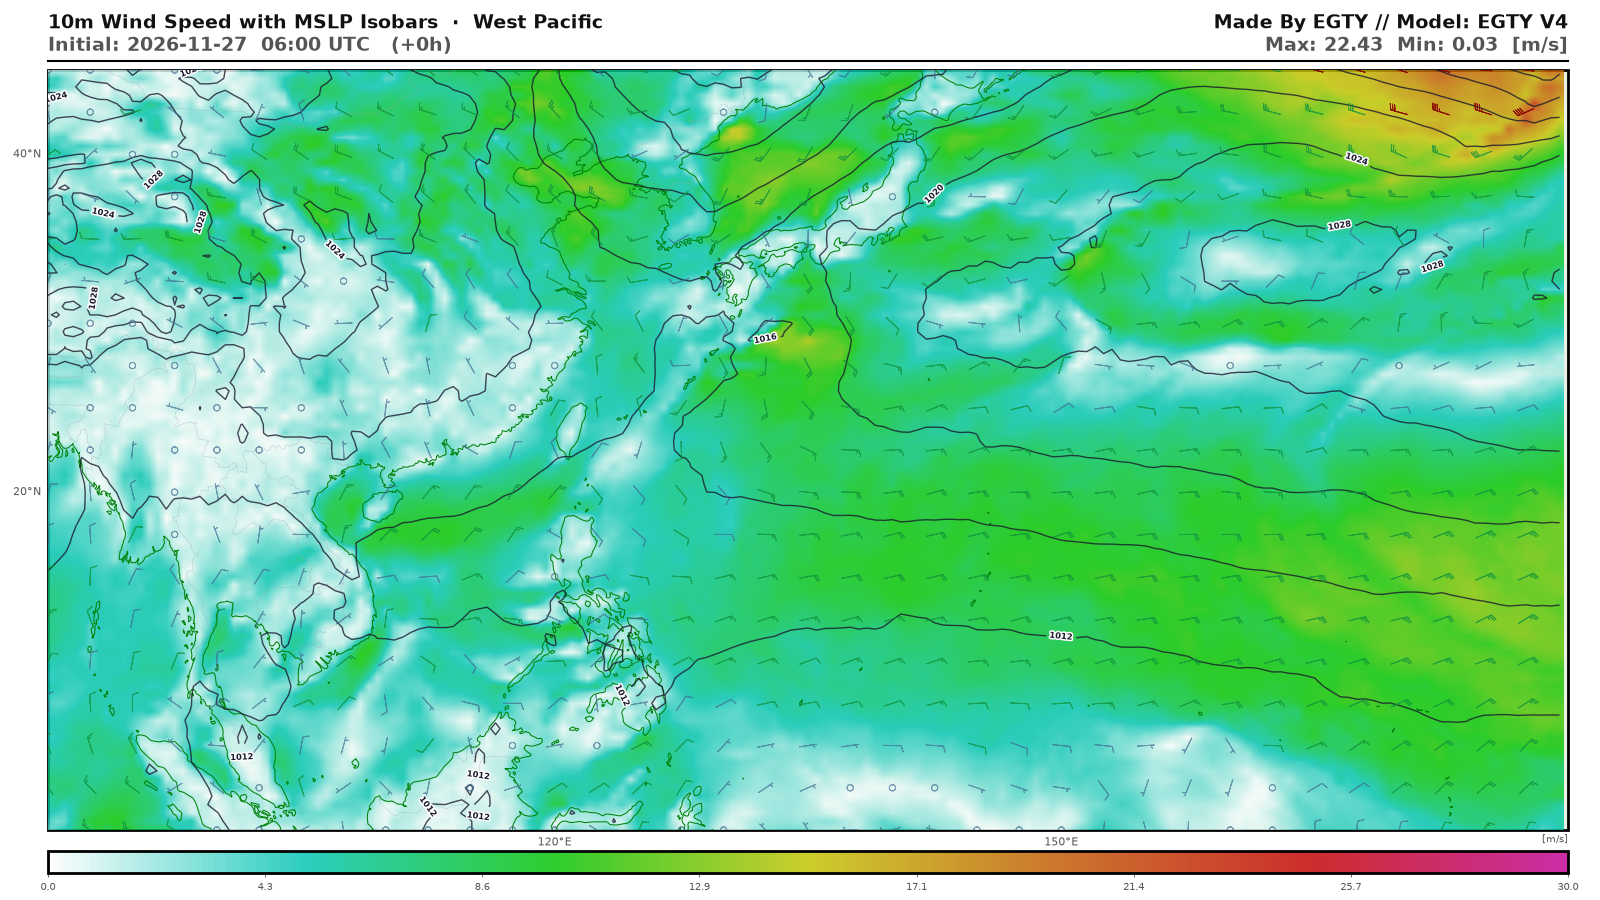 10m Wind Speed with MSLP Isobars · West Pacific
Made By EGTY // Model: EGTY V4
Initial: 2026-11-27 06:00 UTC (+0h)
Max: 22.43 Min: 0.03 [m/s]
1024
40°N
1024
1028
1020
1024
1028
1028
1024
1028
1028
1016
20°N
1012
1012
1012
1012
1012
1012
120°E
150°E
[m/s]
0.0
4.3
8.6
12.9
17.1
21.4
25.7
30.0